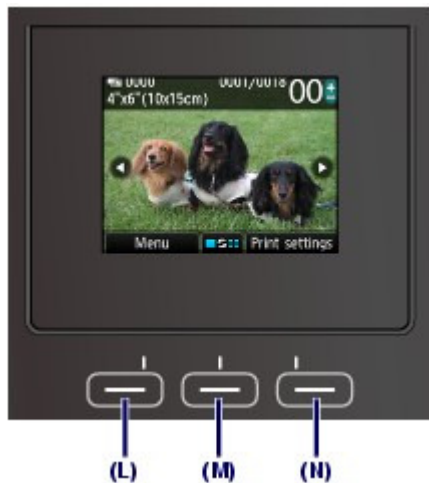 0000 0001/0018 00
4"x6"(10x15cm)
Menu Print settings
(L) (M) (N)